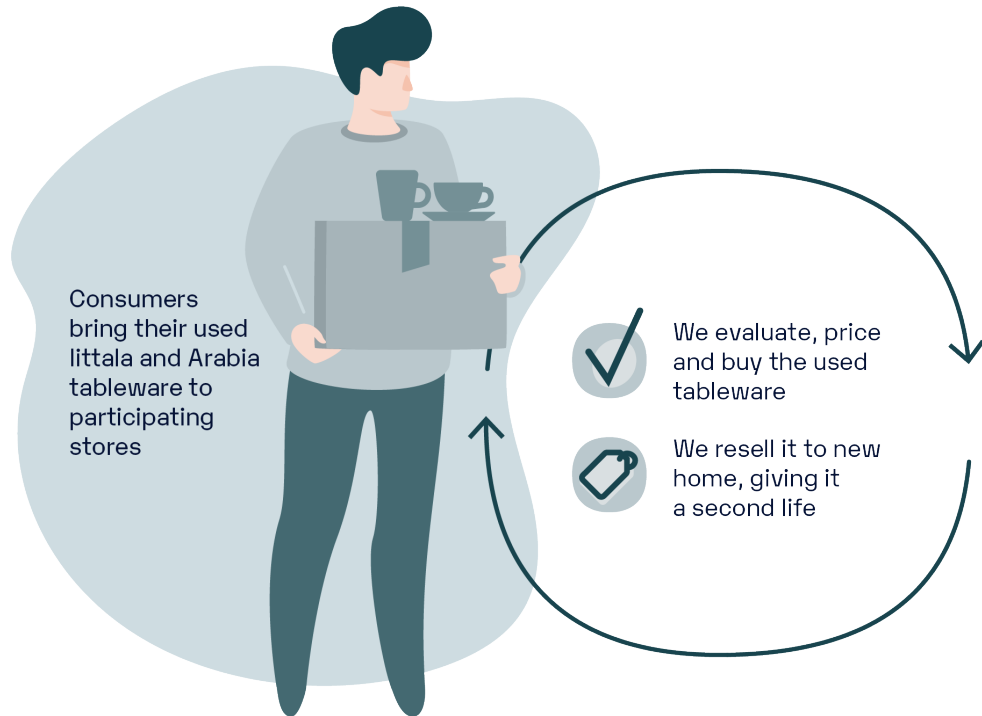 Consumers
bring their used
Iittala and Arabia
tableware to
participating
stores
We evaluate, price
and buy the used
tableware
We resell it to new
home, giving it
a second life